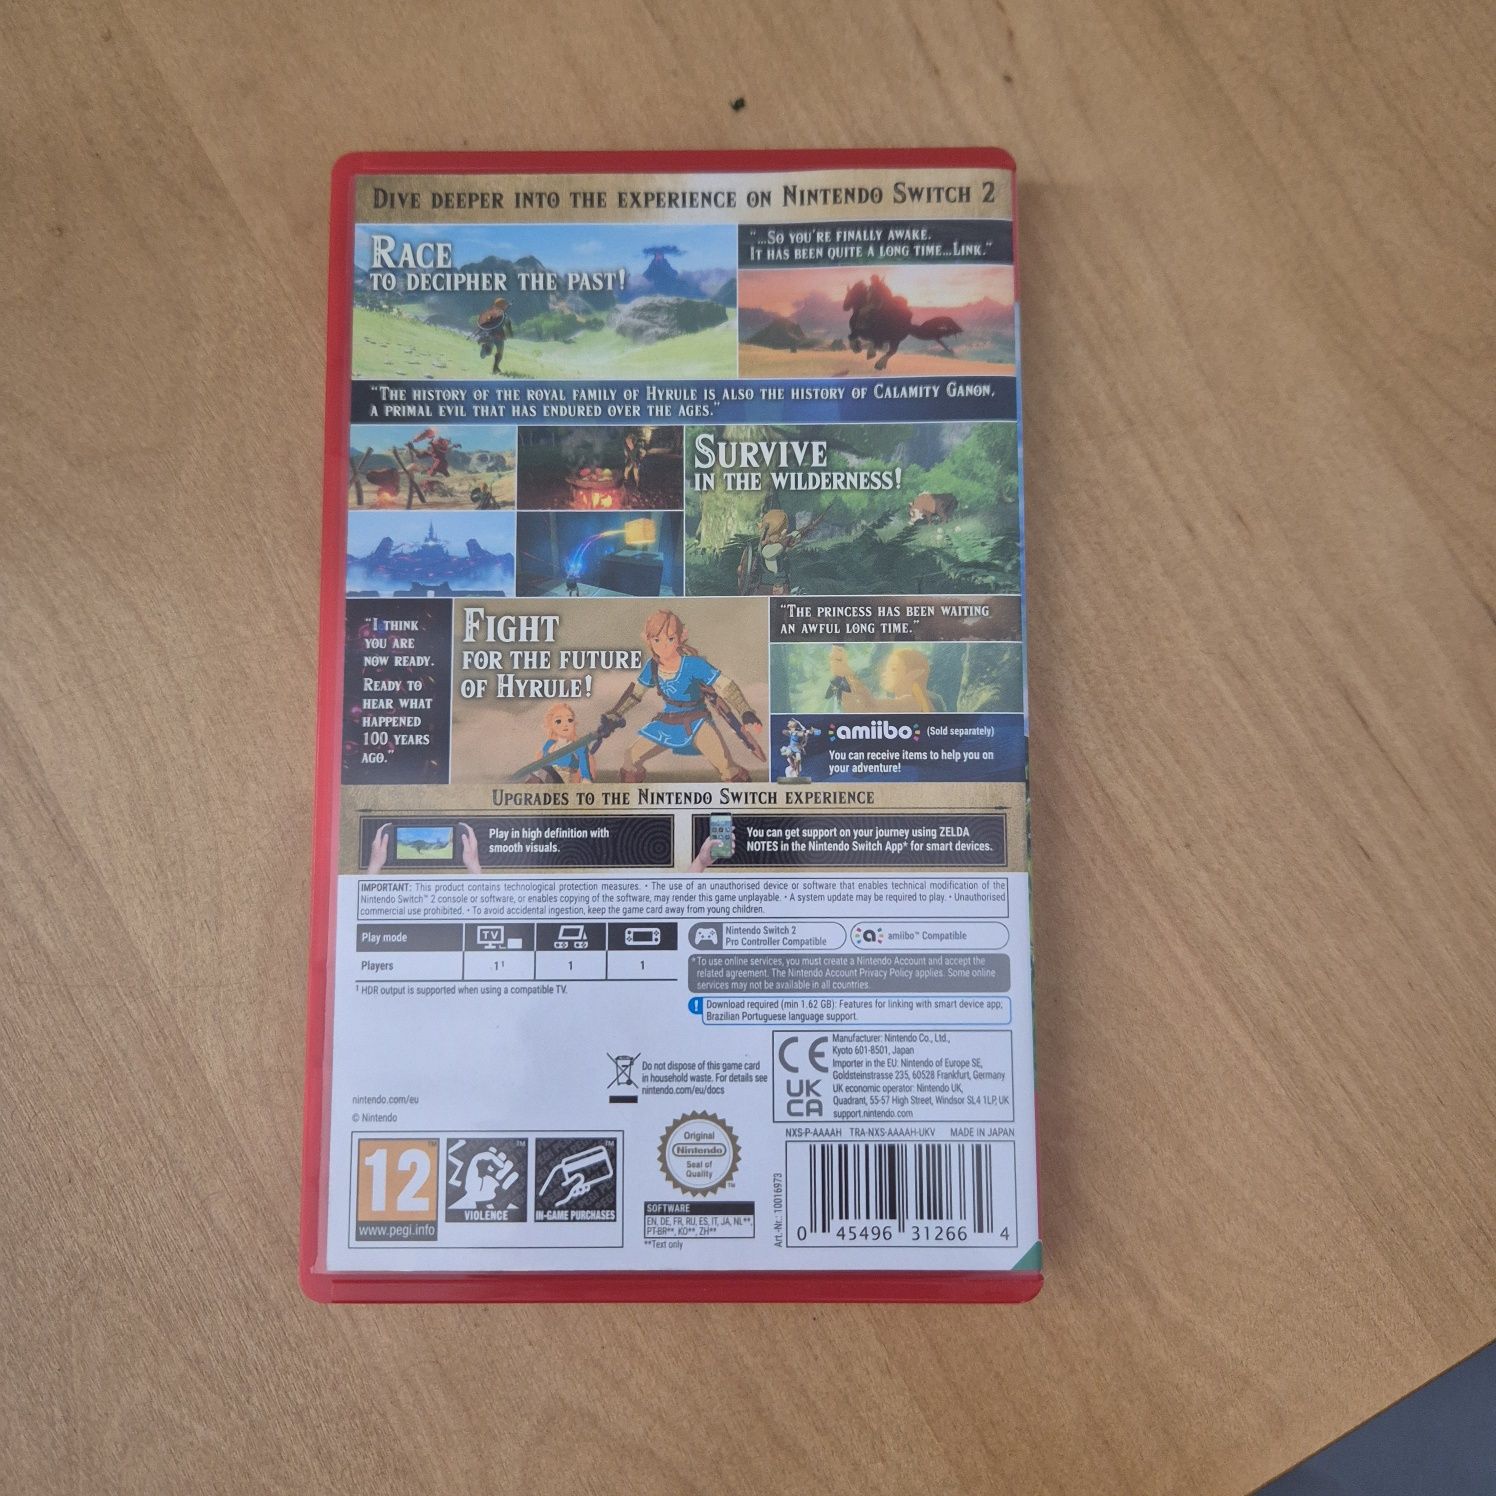 Dive deeper into the experience on Nintendo Switch 2
Race
to decipher the past!
"...So you're finally awake.
It has been quite a long time...Link."
"The history of the royal family of Hyrule is also the history of Calamity Ganon,
a primal evil that has endured over the ages."
Survive
in the wilderness!
"I think
you are
now ready.
Ready to
hear what
happened
100 years
ago."
Fight
for the future
of Hyrule!
"The princess has been waiting
an awful long time."
amiibo (Sold separately)
You can receive items to help you on
your adventure!
Upgrades to the Nintendo Switch experience
Play in high definition with
smooth visuals.
You can get support on your journey using ZELDA
NOTES in the Nintendo Switch App* for smart devices.
IMPORTANT: This product contains technological protection measures. • The use of an unauthorised device or software that enables technical modification of the
Nintendo Switch™ 2 console or software, or enables copying of the software, may render this game unplayable. • A system update may be required to play. • Unauthorised
commercial use prohibited. • To avoid accidental ingestion, keep the game card away from young children.
Play mode
TV
Players
1¹ 1 1
¹ HDR output is supported when using a compatible TV.
Nintendo Switch 2
Pro Controller Compatible
amiibo™ Compatible
*To use online services, you must create a Nintendo Account and accept the
related agreement. The Nintendo Account Privacy Policy applies. Some online
services may not be available in all countries.
! Download required (min 1.62 GB): Features for linking with smart device app;
Brazilian Portuguese language support.
Do not dispose of this game card
in household waste. For details see
nintendo.com/eu/docs
CE
UK
CA
Manufacturer: Nintendo Co., Ltd.,
Kyoto 601-8501, Japan
Importer in the EU: Nintendo of Europe SE,
Goldsteinstrasse 235, 60528 Frankfurt, Germany
UK economic operator: Nintendo UK,
Quadrant, 55-57 High Street, Windsor SL4 1LP, UK
support.nintendo.com
nintendo.com/eu
© Nintendo
NXS-P-AAAAH TRA-NXS-AAAAH-UKV MADE IN JAPAN
12
www.pegi.info
VIOLENCE
IN-GAME PURCHASES
Original
Nintendo
Seal of
Quality
™
SOFTWARE
EN, DE, FR, RU, ES, IT, JA, NL**,
PT-BR**, KO**, ZH**
**Text only
Art.-Nr.: 10016973
0 45496 31266 4